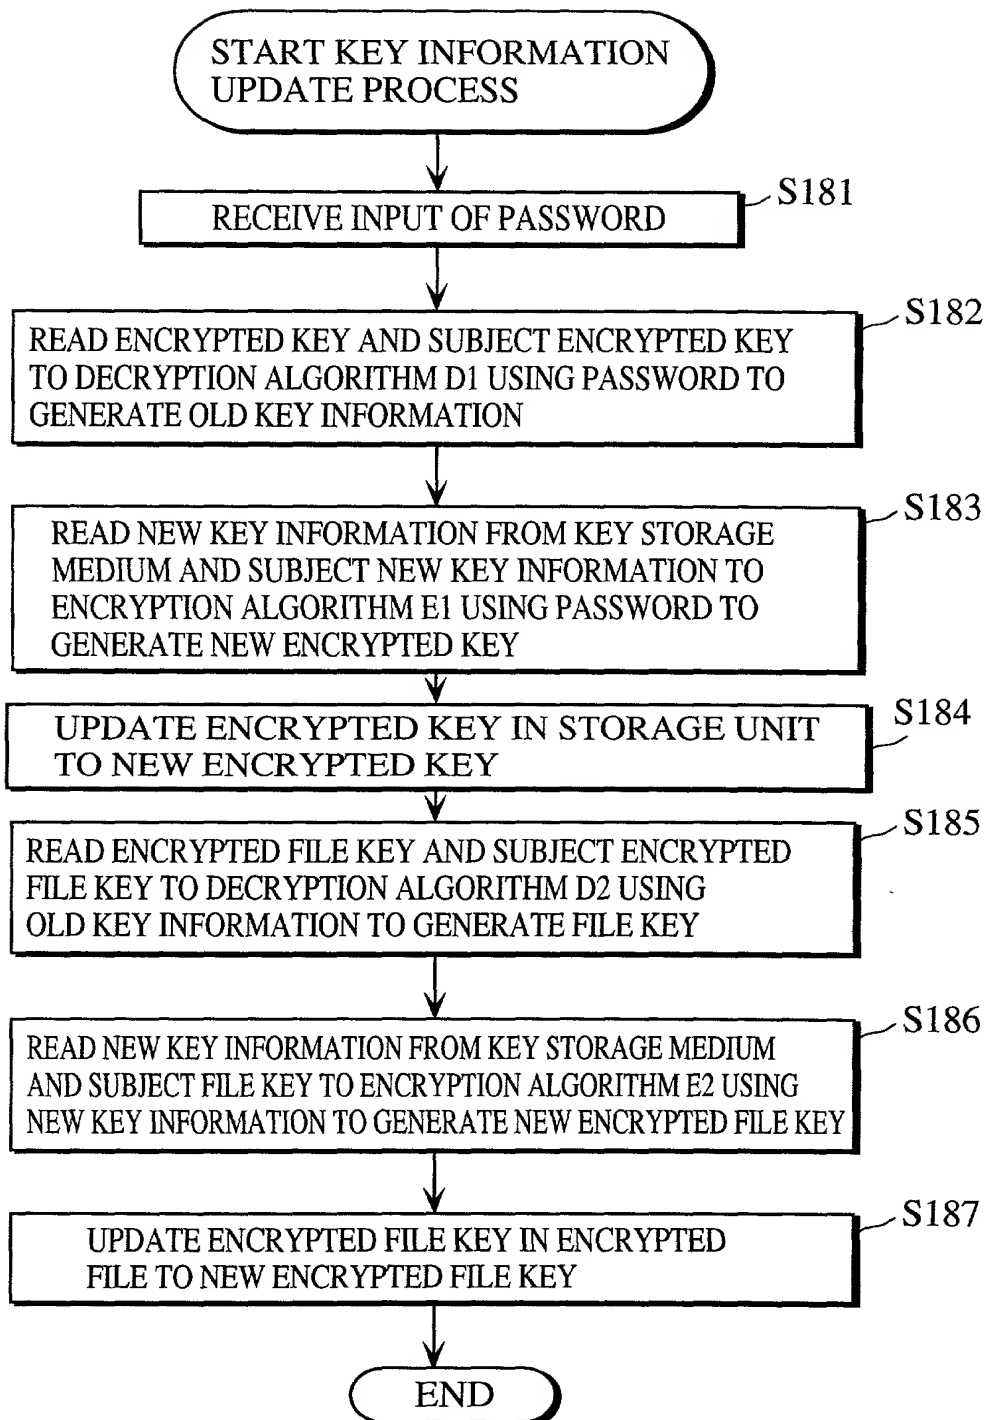 START KEY INFORMATION
UPDATE PROCESS
S181
RECEIVE INPUT OF PASSWORD
S182
READ ENCRYPTED KEY AND SUBJECT ENCRYPTED KEY
TO DECRYPTION ALGORITHM D1 USING PASSWORD TO
GENERATE OLD KEY INFORMATION
S183
READ NEW KEY INFORMATION FROM KEY STORAGE
MEDIUM AND SUBJECT NEW KEY INFORMATION TO
ENCRYPTION ALGORITHM E1 USING PASSWORD TO
GENERATE NEW ENCRYPTED KEY
S184
UPDATE ENCRYPTED KEY IN STORAGE UNIT
TO NEW ENCRYPTED KEY
S185
READ ENCRYPTED FILE KEY AND SUBJECT ENCRYPTED
FILE KEY TO DECRYPTION ALGORITHM D2 USING
OLD KEY INFORMATION TO GENERATE FILE KEY
S186
READ NEW KEY INFORMATION FROM KEY STORAGE MEDIUM
AND SUBJECT FILE KEY TO ENCRYPTION ALGORITHM E2 USING
NEW KEY INFORMATION TO GENERATE NEW ENCRYPTED FILE KEY
S187
UPDATE ENCRYPTED FILE KEY IN ENCRYPTED
FILE TO NEW ENCRYPTED FILE KEY
END